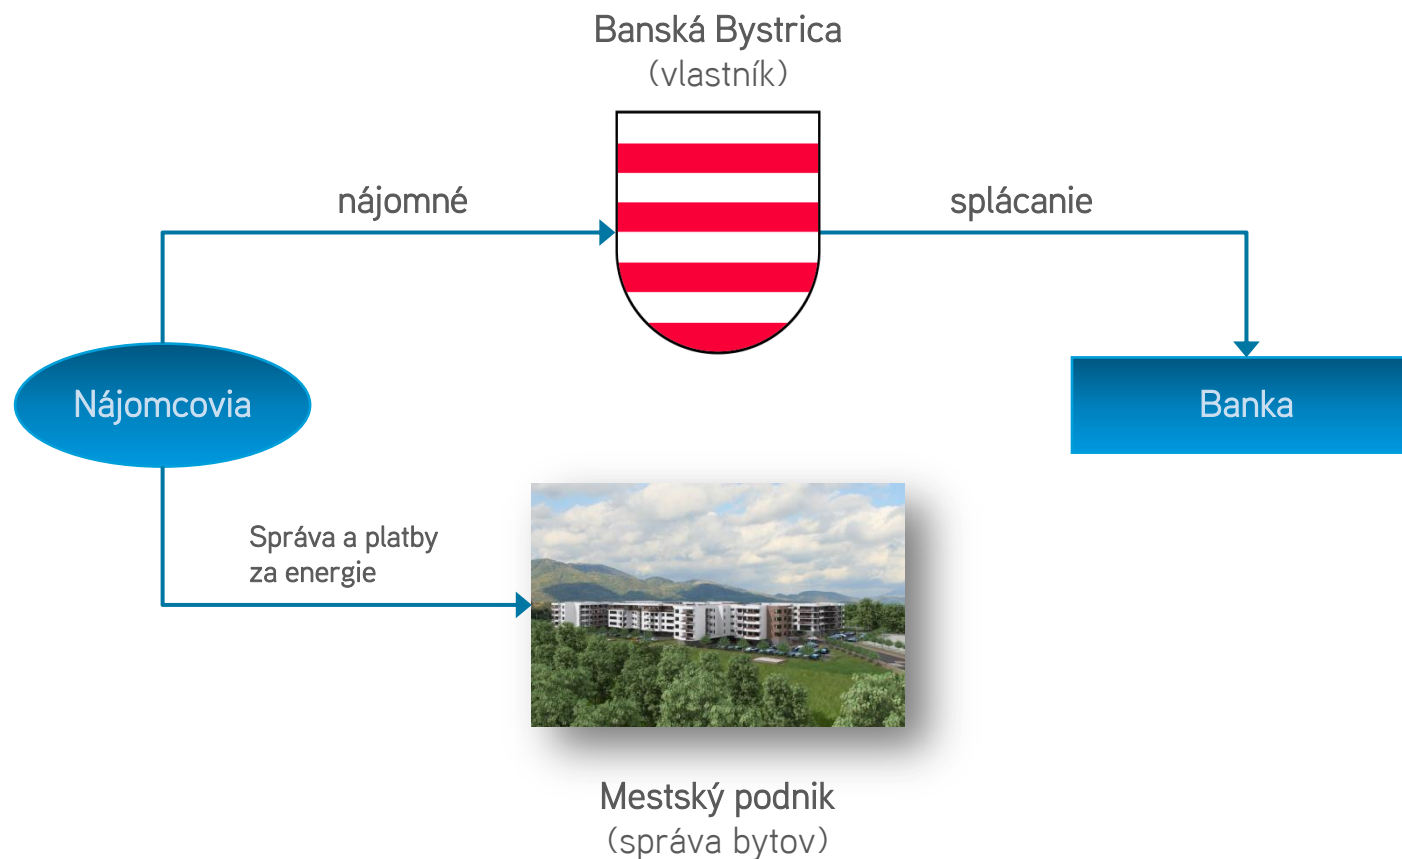 Banská Bystrica
(vlastník)
nájomné
splácanie
Nájomcovia
Banka
Správa a platby
za energie
Mestský podnik
(správa bytov)